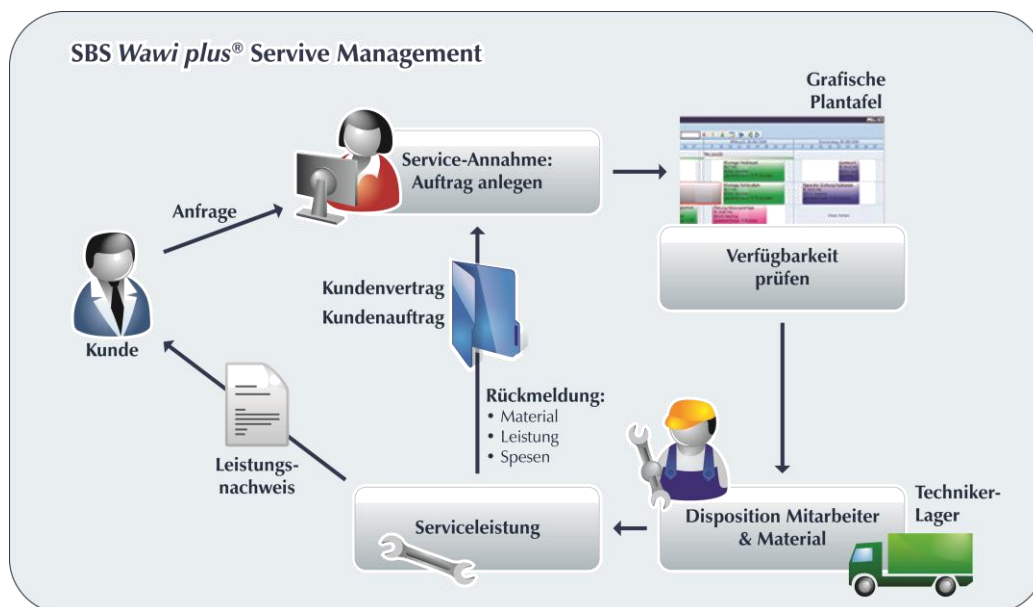 SBS Wawi plus® Servive Management
Grafische
Plantafel
Service-Annahme:
Auftrag anlegen
Anfrage
Verfügbarkeit
prüfen
Kundenvertrag
Kundenauftrag
Kunde
Rückmeldung:
• Material
• Leistung
• Spesen
Leistungs-
nachweis
Techniker-
Lager
Serviceleistung
Disposition Mitarbeiter
& Material